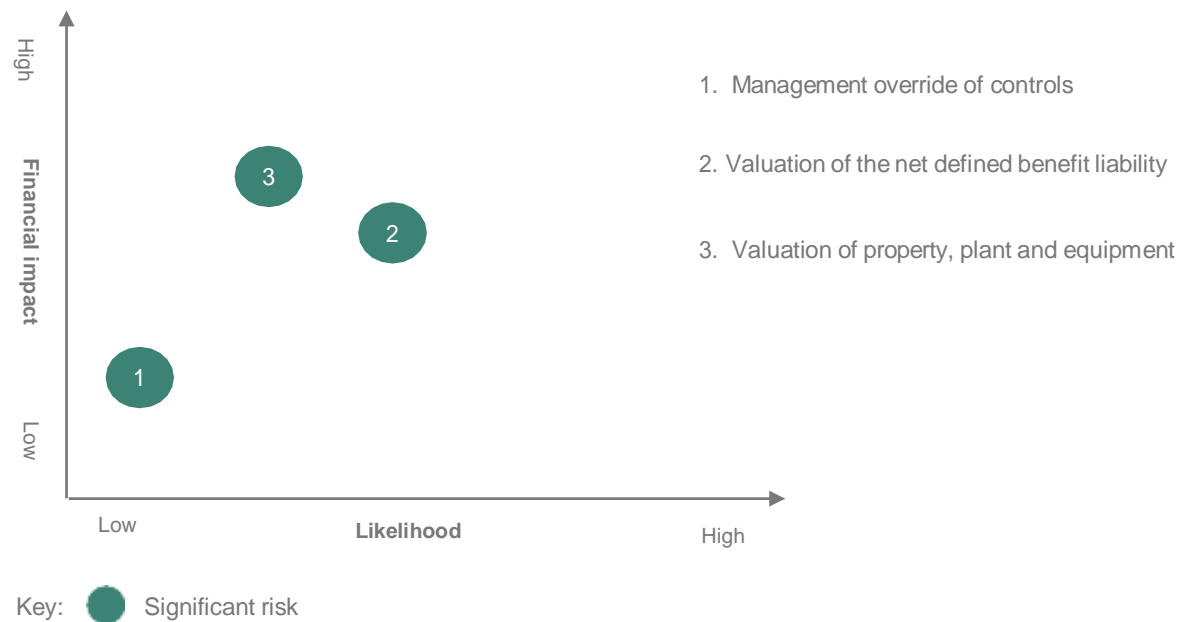 High
1. Management override of controls
Financial impact
3
2. Valuation of the net defined benefit liability
2
3. Valuation of property, plant and equipment
1
Low
Low
Likelihood
High
Key:
Significant risk